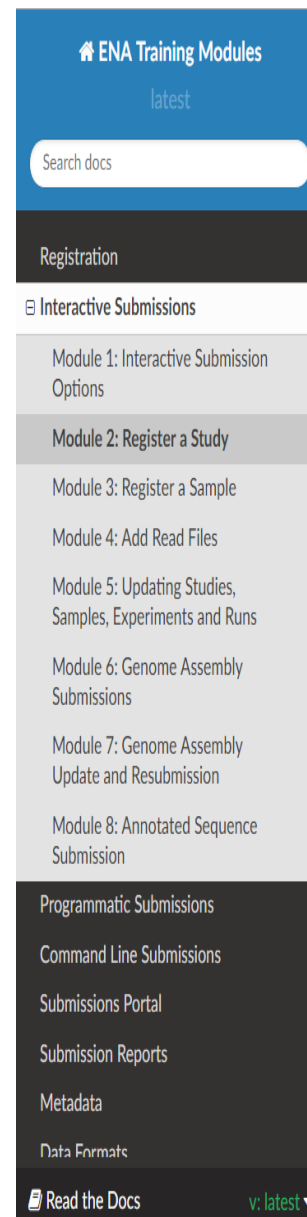 ENA Training Modules
latest
Search docs
Registration
Interactive Submissions
Module 1: Interactive Submission
Options
Module 2: Register a Study
Module 3: Register a Sample
Module 4: Add Read Files
Module 5: Updating Studies,
Samples, Experiments and Runs
Module 6: Genome Assembly
Submissions
Module 7: Genome Assembly
Update and Resubmission
Module 8: Annotated Sequence
Submission
Programmatic Submissions
Command Line Submissions
Submissions Portal
Submission Reports
Metadata
Data Formats
Read the Docs v: latest